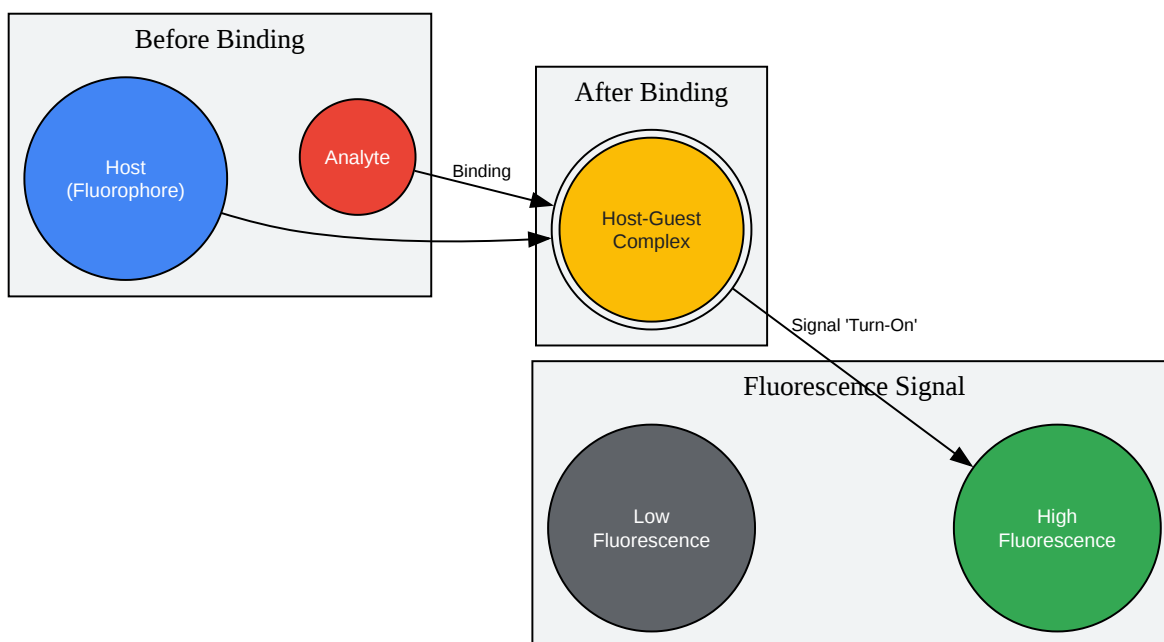 Before Binding
Host
(Fluorophore)
Analyte
Binding
After Binding
Host-Guest
Complex
Signal 'Turn-On'
Fluorescence Signal
Low
Fluorescence
High
Fluorescence